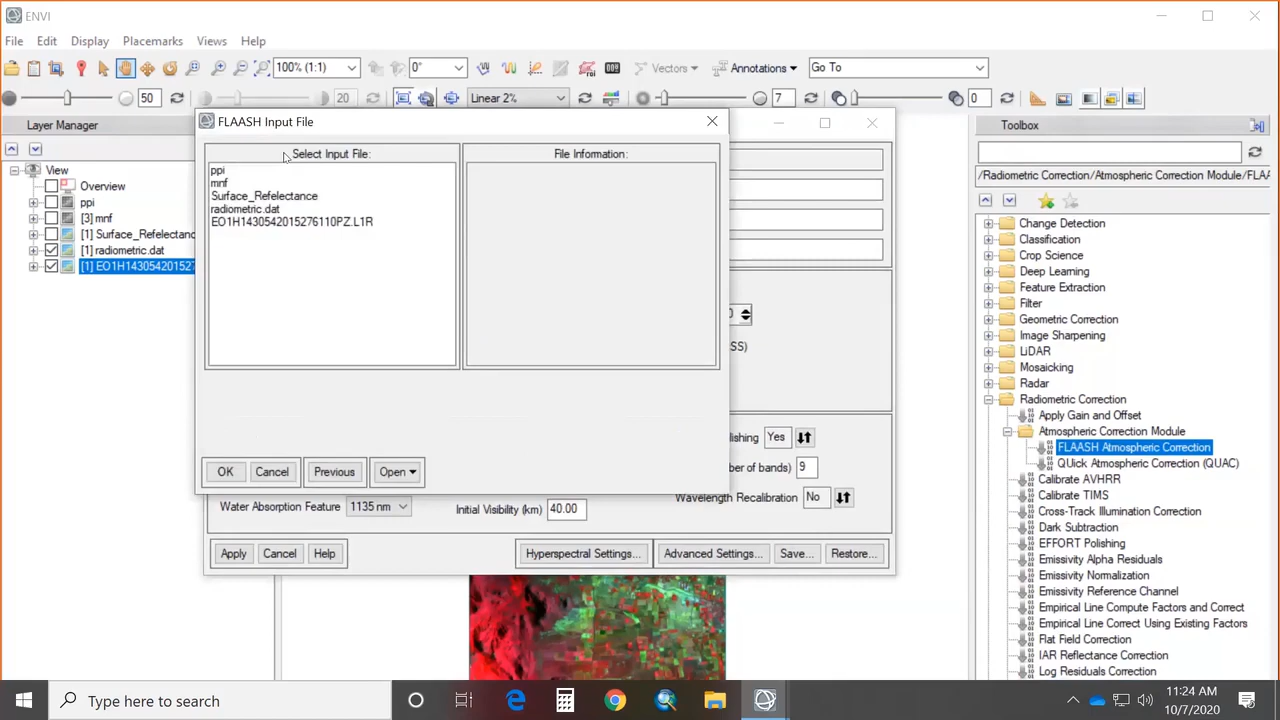 ENVI
File Edit Display Placemarks Views Help
100% (1:1) 0° Vectors Annotations Go To
50 20 Linear 2% 7 0
Layer Manager
View
Overview
ppi
[3] mnf
[1] Surface_Refelectanc
[1] radiometric.dat
[1] EO1H143054201527
FLAASH Input File
Select Input File:
ppi
mnf
Surface_Refelectance
radiometric.dat
EO1H1430542015276110PZ.L1R
File Information:
OK Cancel Previous Open
SS)
lishing Yes
ber of bands) 9
Wavelength Recalibration No
Water Absorption Feature 1135 nm Initial Visibility (km) 40.00
Apply Cancel Help Hyperspectral Settings... Advanced Settings... Save... Restore...
Toolbox
/Radiometric Correction/Atmospheric Correction Module/FLAA
Change Detection
Classification
Crop Science
Deep Learning
Feature Extraction
Filter
Geometric Correction
Image Sharpening
LiDAR
Mosaicking
Radar
Radiometric Correction
Apply Gain and Offset
Atmospheric Correction Module
FLAASH Atmospheric Correction
QUick Atmospheric Correction (QUAC)
Calibrate AVHRR
Calibrate TIMS
Cross-Track Illumination Correction
Dark Subtraction
EFFORT Polishing
Emissivity Alpha Residuals
Emissivity Normalization
Emissivity Reference Channel
Empirical Line Compute Factors and Correct
Empirical Line Correct Using Existing Factors
Flat Field Correction
IAR Reflectance Correction
Log Residuals Correction
Type here to search
11:24 AM
10/7/2020